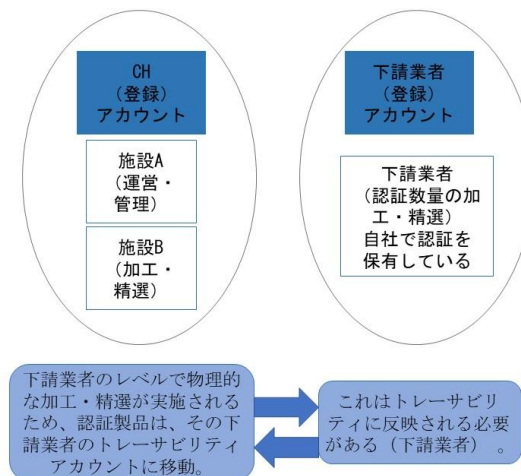 CH
(登録)
アカウント
施設A
(運営・
管理)
施設B
(加工・
精選)
下請業者
(登録)
アカウント
下請業者
(認証数量の加
工・精選)
自社で認証を
保有している
下請業者のレベルで物理的
な加工・精選が実施される
ため、認証製品は、その下
請業者のトレーサビリティ
アカウントに移動。
これはトレーサビリ
ティに反映される必要
がある(下請業者)。